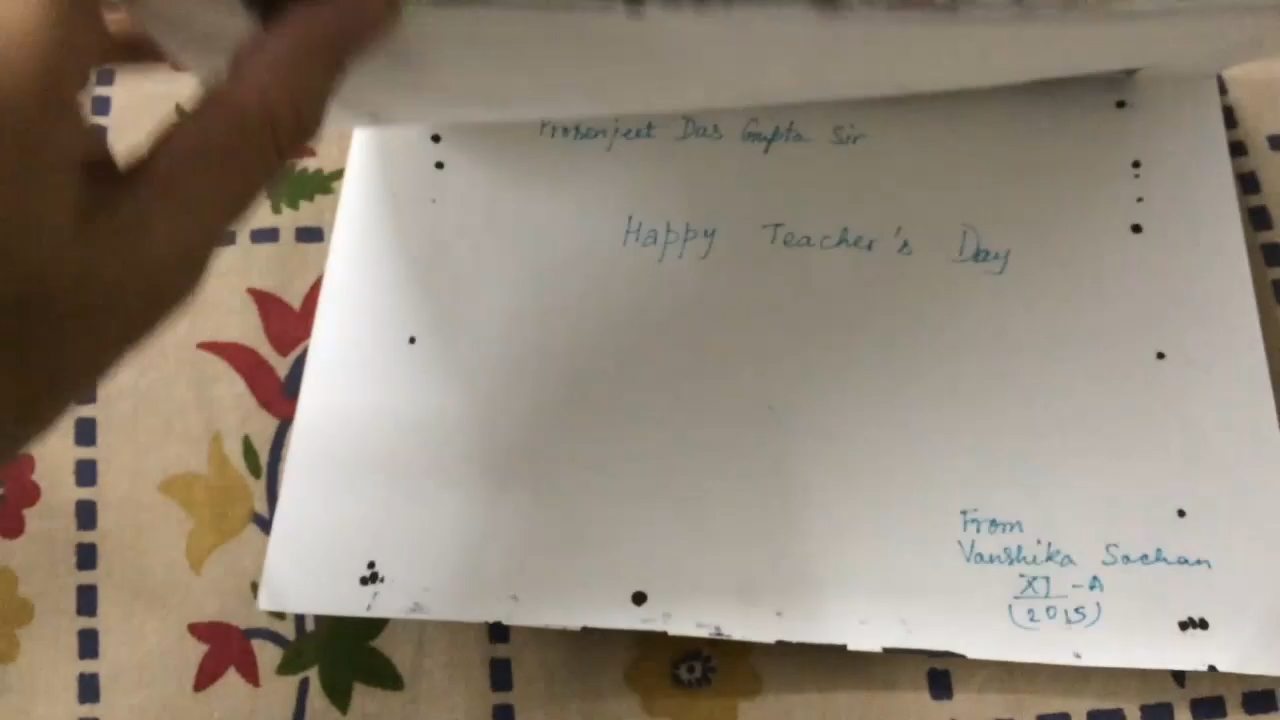 Prosenjeet Das Gupta Sir
Happy Teacher's Day
From
Vanshika Sachan
XI - A
(2015)